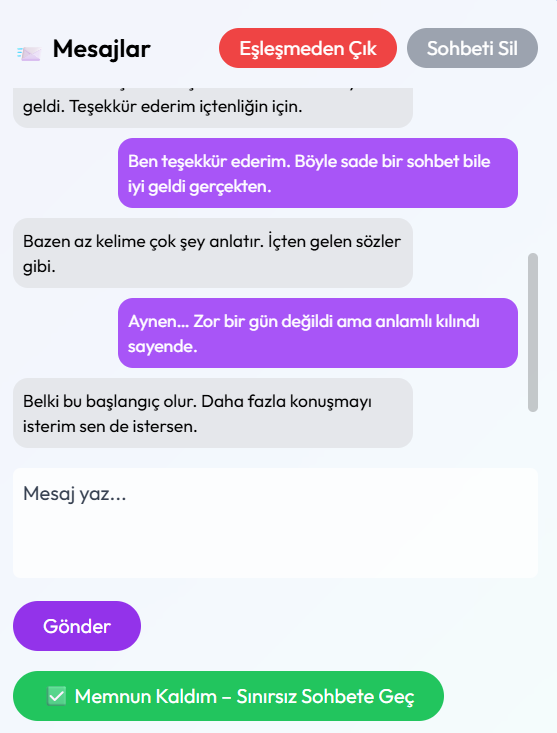 Mesajlar
Eşleşmeden Çık
Sohbeti Sil
geldi. Teşekkür ederim içtenliğin için.
Ben teşekkür ederim. Böyle sade bir sohbet bile
iyi geldi gerçekten.
Bazen az kelime çok şey anlatır. İçten gelen sözler
gibi.
Aynen... Zor bir gün değildi ama anlamlı kılındı
sayende.
Belki bu başlangıç olur. Daha fazla konuşmayı
isterim sen de istersen.
Mesaj yaz...
Gönder
Memnun Kaldım – Sınırsız Sohbete Geç